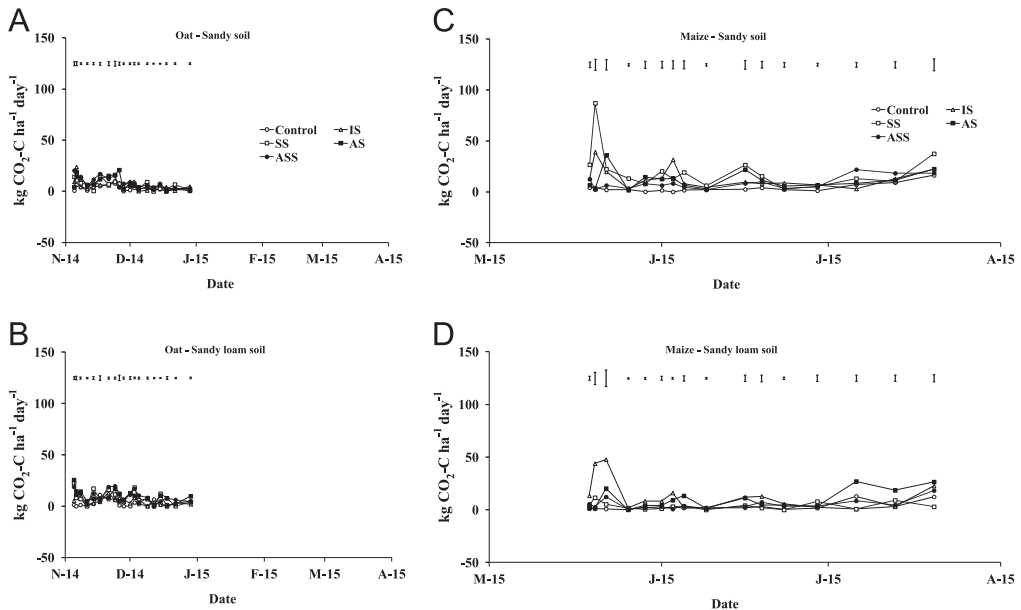 A
Oat – Sandy soil
150
100
50
0
-50
kg CO₂-C ha⁻¹ day⁻¹
Control
IS
SS
AS
ASS
N-14
D-14
J-15
F-15
M-15
A-15
Date
B
Oat – Sandy loam soil
150
100
50
0
-50
kg CO₂-C ha⁻¹ day⁻¹
N-14
D-14
J-15
F-15
M-15
A-15
Date
C
Maize – Sandy soil
150
100
50
0
-50
kg CO₂-C ha⁻¹ day⁻¹
Control
IS
SS
AS
ASS
M-15
J-15
J-15
A-15
Date
D
Maize – Sandy loam soil
150
100
50
0
-50
kg CO₂-C ha⁻¹ day⁻¹
M-15
J-15
J-15
A-15
Date